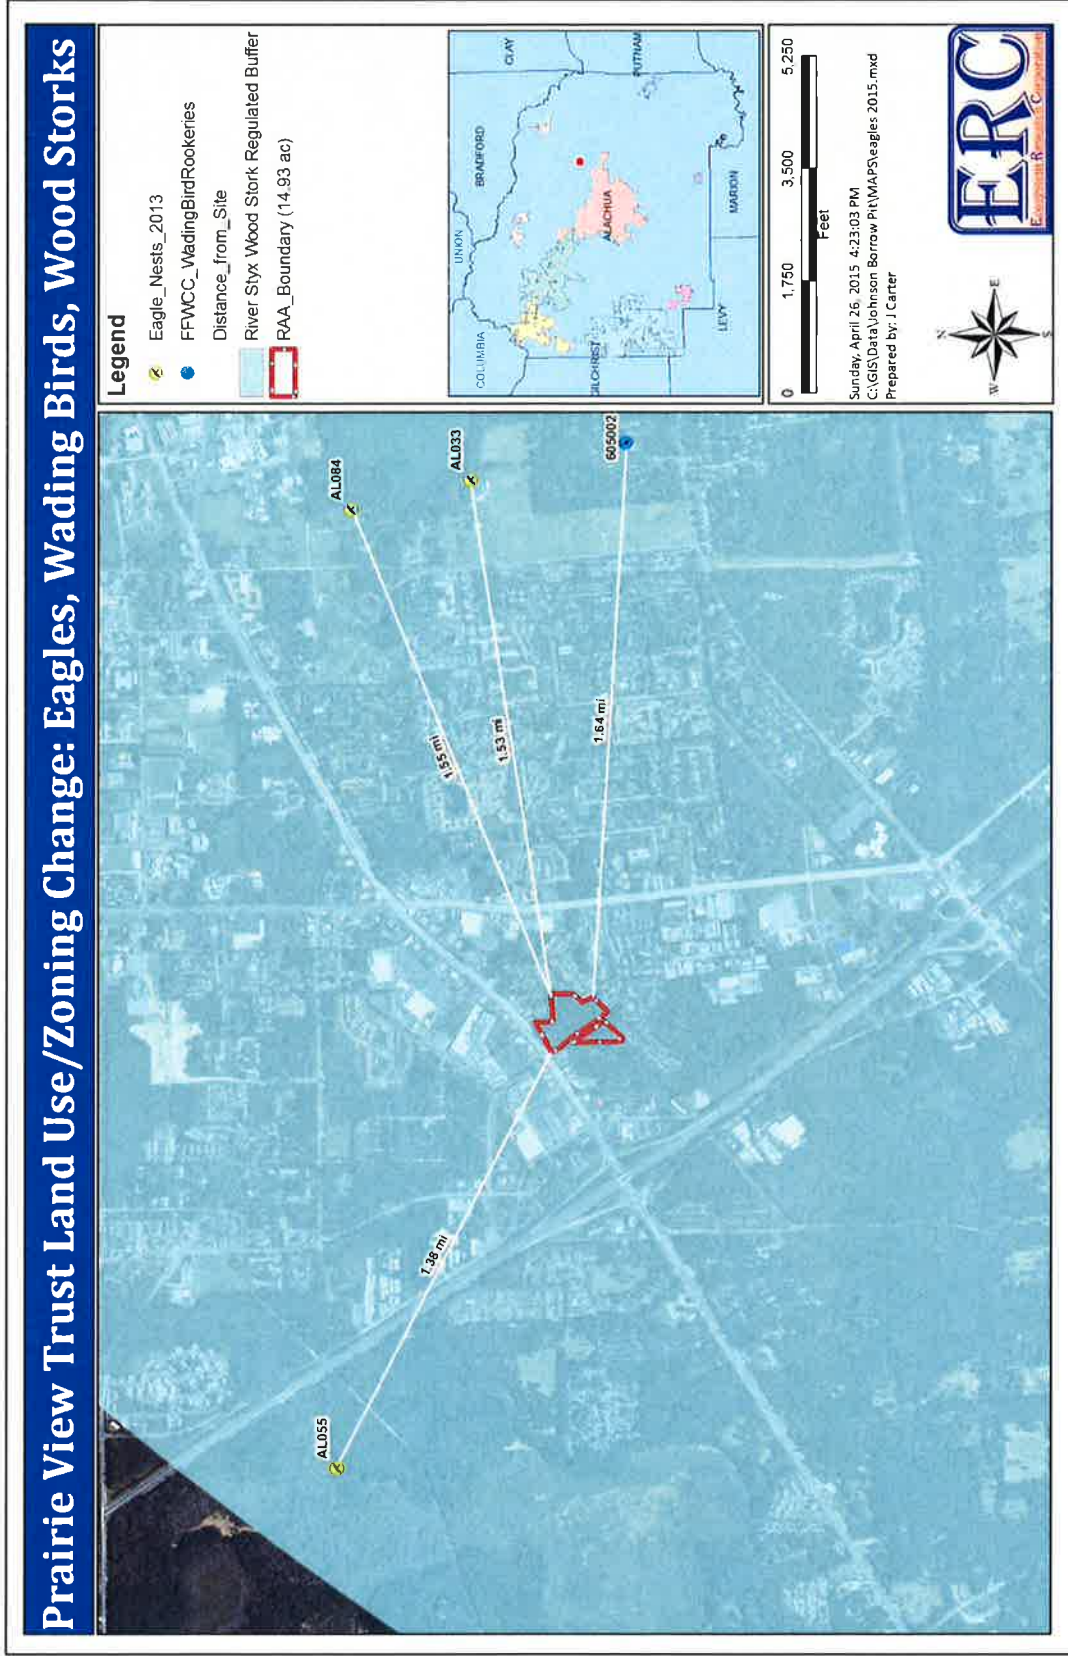 Prairie View Trust Land Use/Zoning Change: Eagles, Wading Birds, Wood Storks
AL055
1.38 mi
1.55 mi
AL084
1.53 mi
AL033
1.64 mi
605002
Legend
Eagle_Nests_2013
FFWCC_WadingBirdRookeries
Distance_from_Site
River Styx Wood Stork Regulated Buffer
RAA_Boundary (14.93 ac)
COLUMBIA
UNION
BRADFORD
CLAY
GILCHRIST
ALACHUA
PUTNAM
LEVY
MARION
0 1,750 3,500 5,250
Feet
Sunday, April 26, 2015 4:23:03 PM
C:\GIS\Data\Johnson Borrow Pit\MAPS\eagles 2015.mxd
Prepared by: J Carter
N
W E
S
ERC
Ecosystem Research Corporation